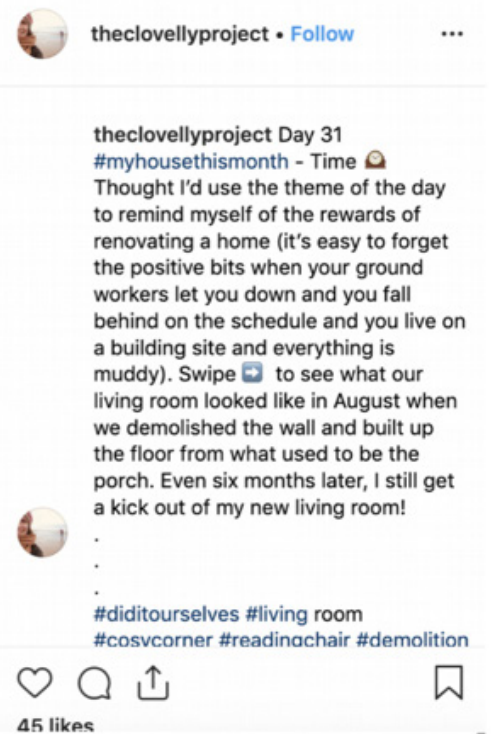 theclovellyproject • Follow
theclovellyproject Day 31
#myhousethismonth - Time 🕰️
Thought I'd use the theme of the day
to remind myself of the rewards of
renovating a home (it's easy to forget
the positive bits when your ground
workers let you down and you fall
behind on the schedule and you live on
a building site and everything is
muddy). Swipe ➡️ to see what our
living room looked like in August when
we demolished the wall and built up
the floor from what used to be the
porch. Even six months later, I still get
a kick out of my new living room!
.
.
.
#diditourselves #living room
#cosycorner #readingchair #demolition
45 likes